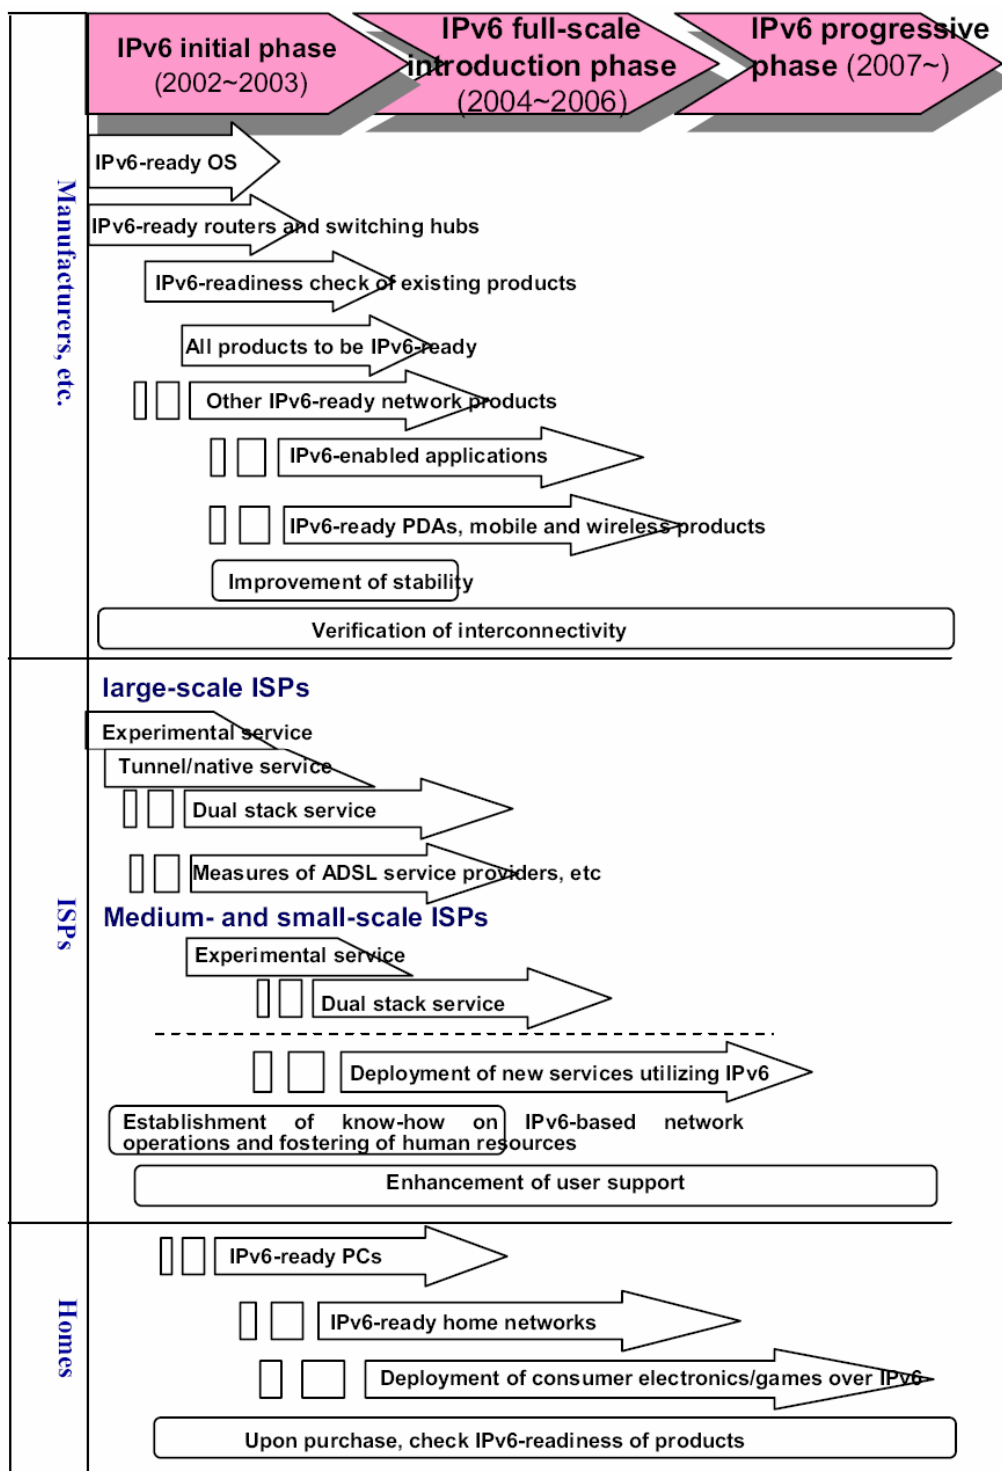 IPv6 initial phase
(2002~2003)
IPv6 full-scale
introduction phase
(2004~2006)
IPv6 progressive
phase (2007~)
Manufacturers, etc.
IPv6-ready OS
IPv6-ready routers and switching hubs
IPv6-readiness check of existing products
All products to be IPv6-ready
Other IPv6-ready network products
IPv6-enabled applications
IPv6-ready PDAs, mobile and wireless products
Improvement of stability
Verification of interconnectivity
ISPs
large-scale ISPs
Experimental service
Tunnel/native service
Dual stack service
Measures of ADSL service providers, etc
Medium- and small-scale ISPs
Experimental service
Dual stack service
Deployment of new services utilizing IPv6
Establishment of know-how on IPv6-based network
operations and fostering of human resources
Enhancement of user support
Homes
IPv6-ready PCs
IPv6-ready home networks
Deployment of consumer electronics/games over IPv6
Upon purchase, check IPv6-readiness of products